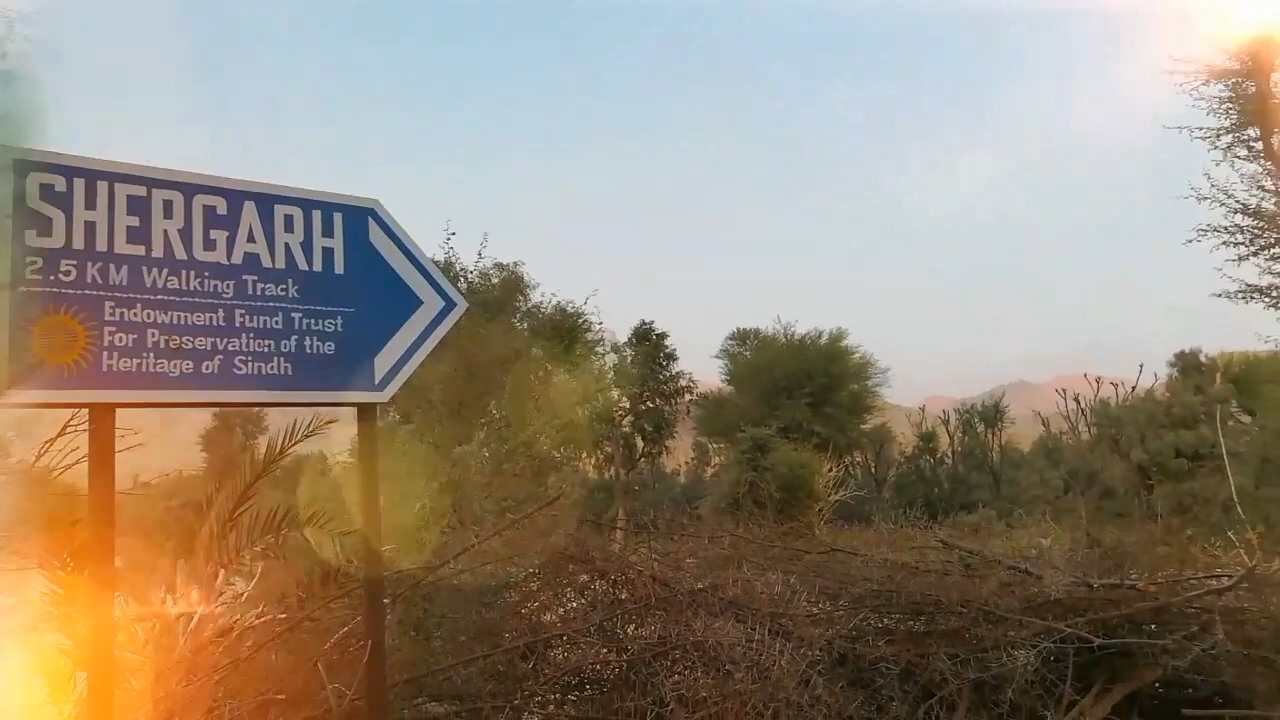 SHERGARH
2.5 KM Walking Track
Endowment Fund Trust
For Preservation of the
Heritage of Sindh